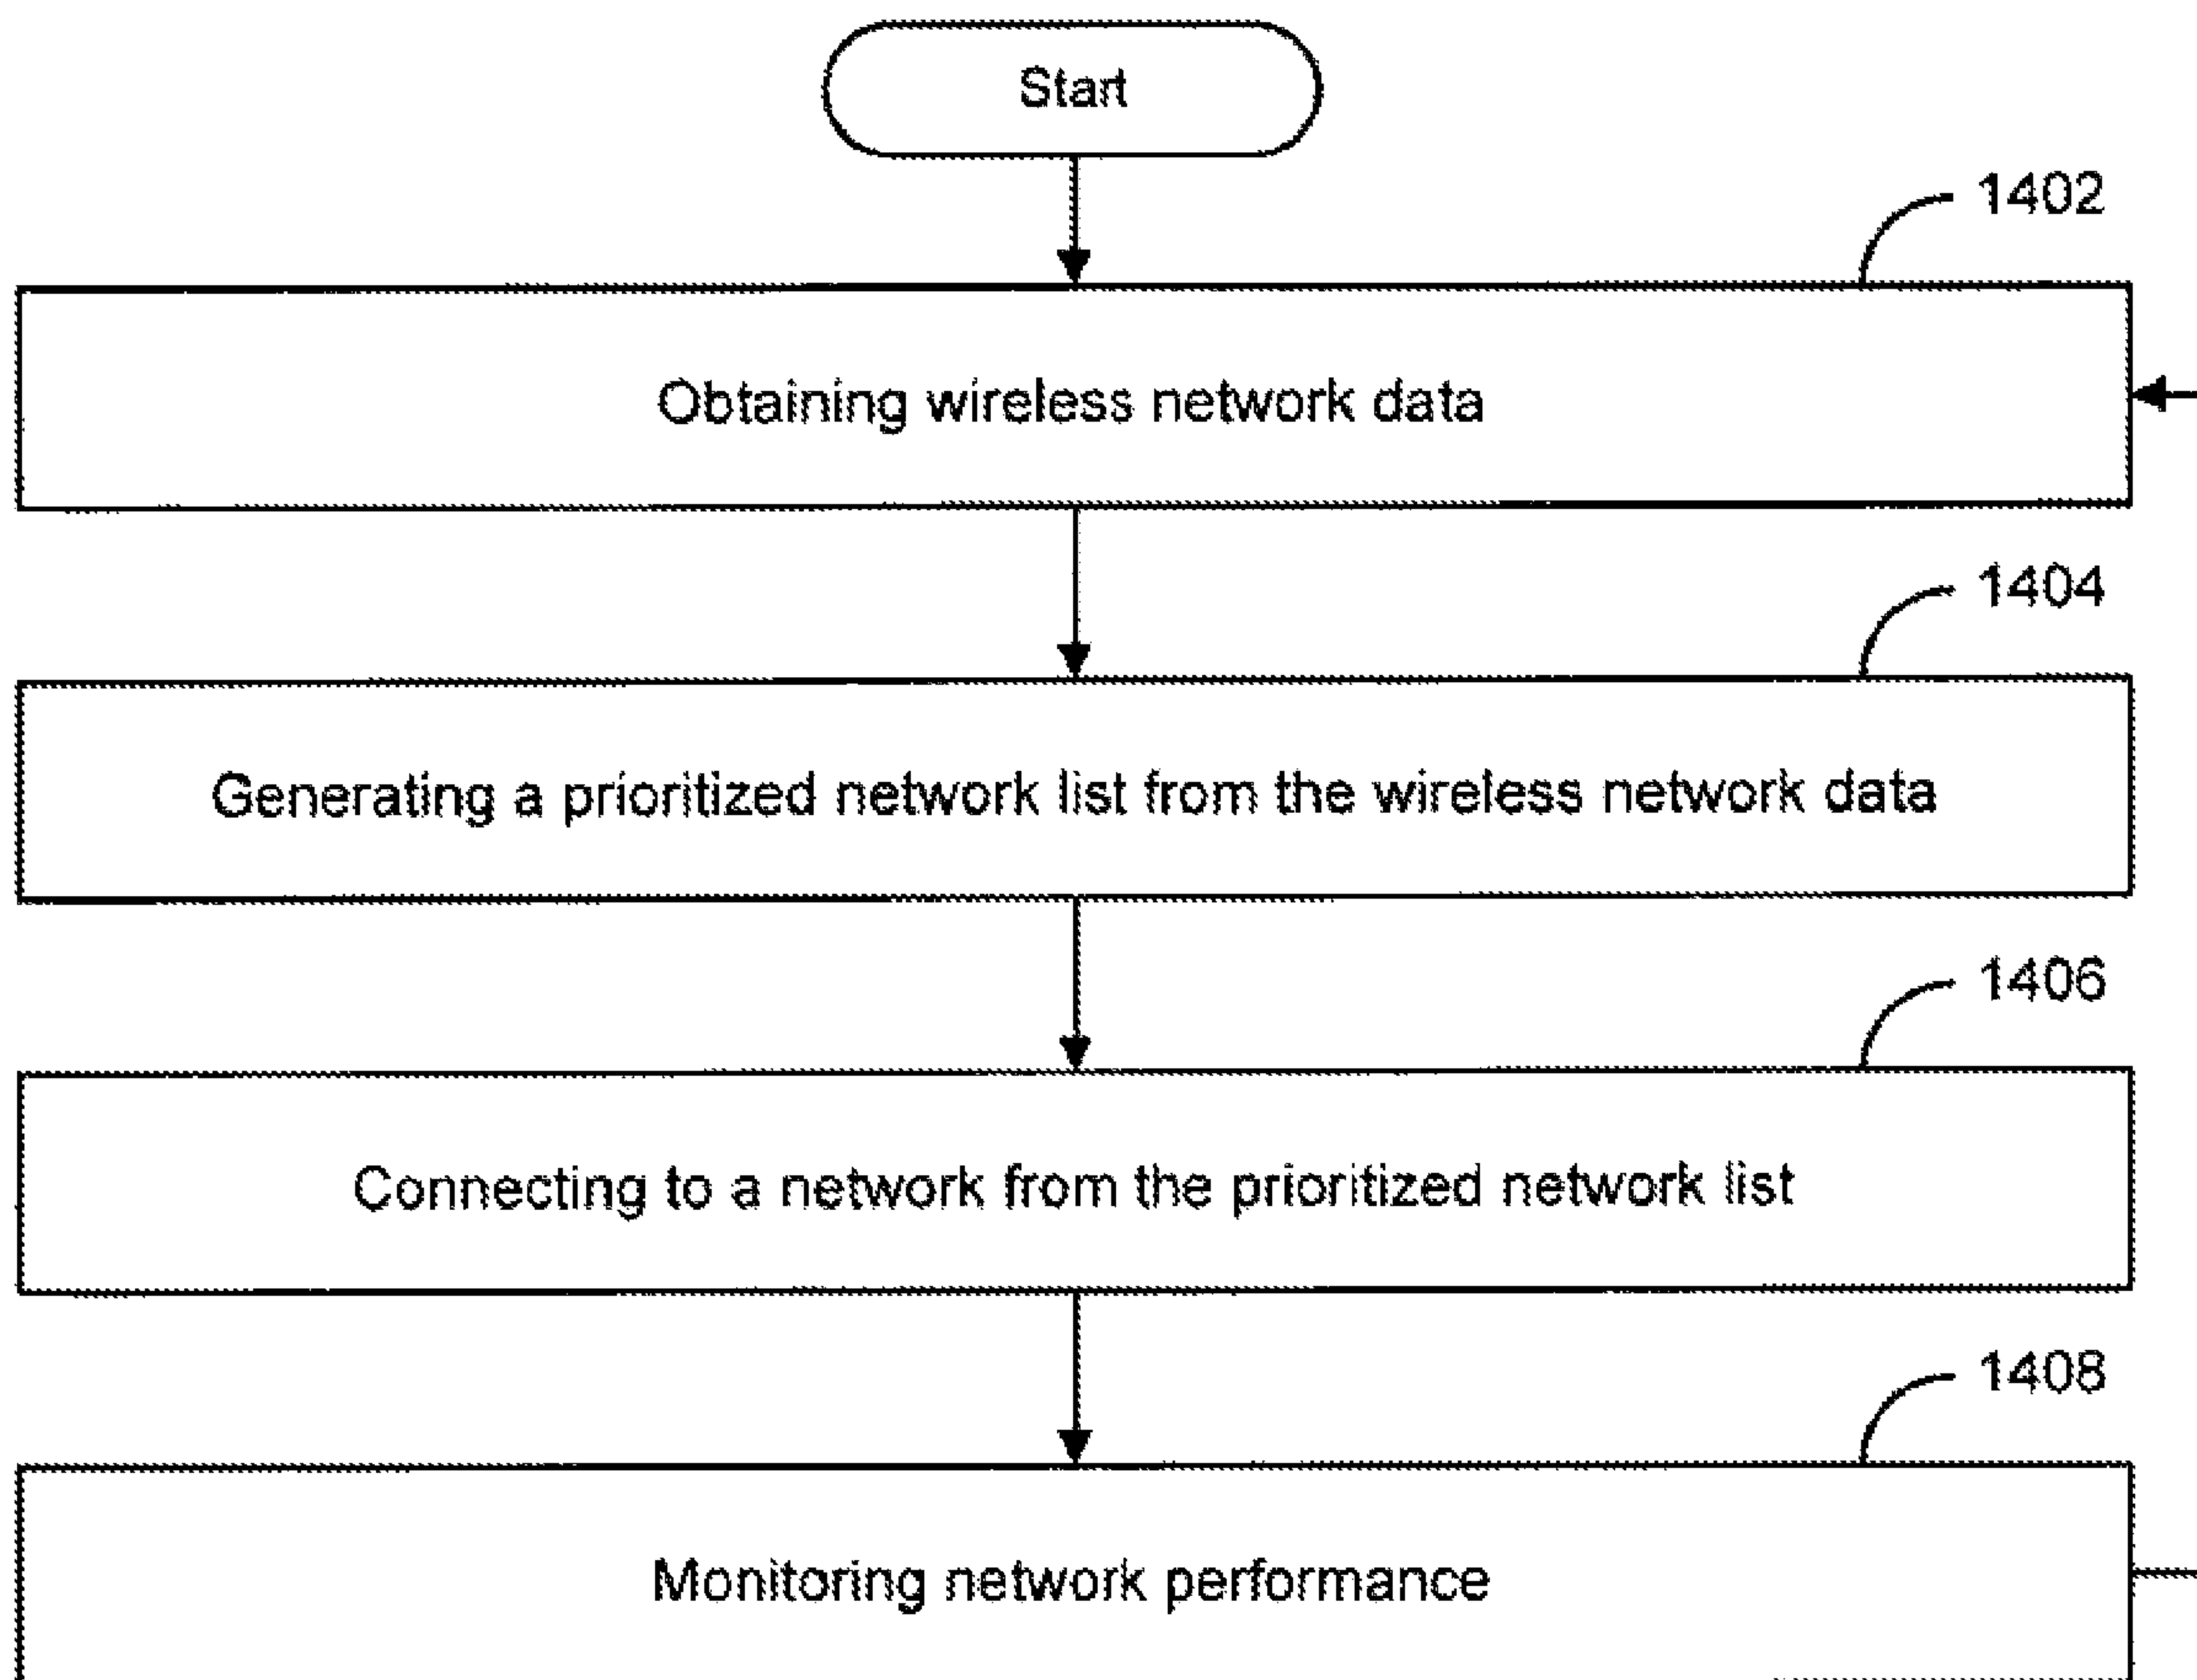 Start
1402
Obtaining wireless network data
1404
Generating a prioritized network list from the wireless network data
1406
Connecting to a network from the prioritized network list
1408
Monitoring network performance